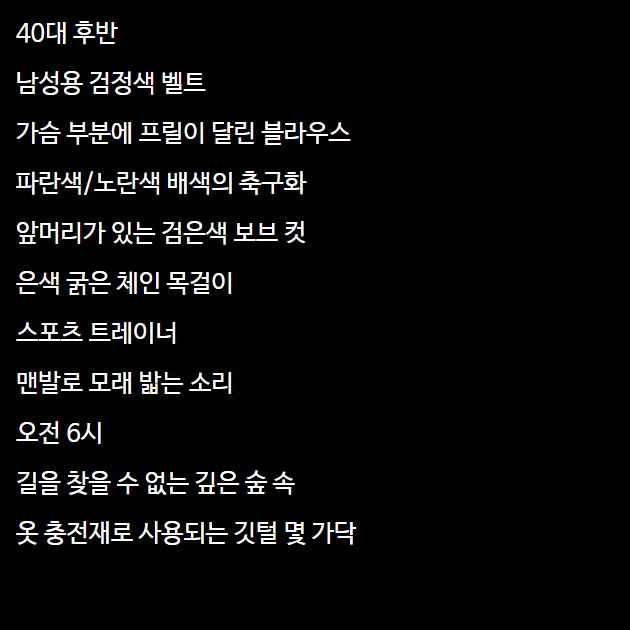 40대 후반
남성용 검정색 벨트
가슴 부분에 프릴이 달린 블라우스
파란색/노란색 배색의 축구화
앞머리가 있는 검은색 보브 컷
은색 굵은 체인 목걸이
스포츠 트레이너
맨발로 모래 밟는 소리
오전 6시
길을 찾을 수 없는 깊은 숲 속
옷 충전재로 사용되는 깃털 몇 가닥